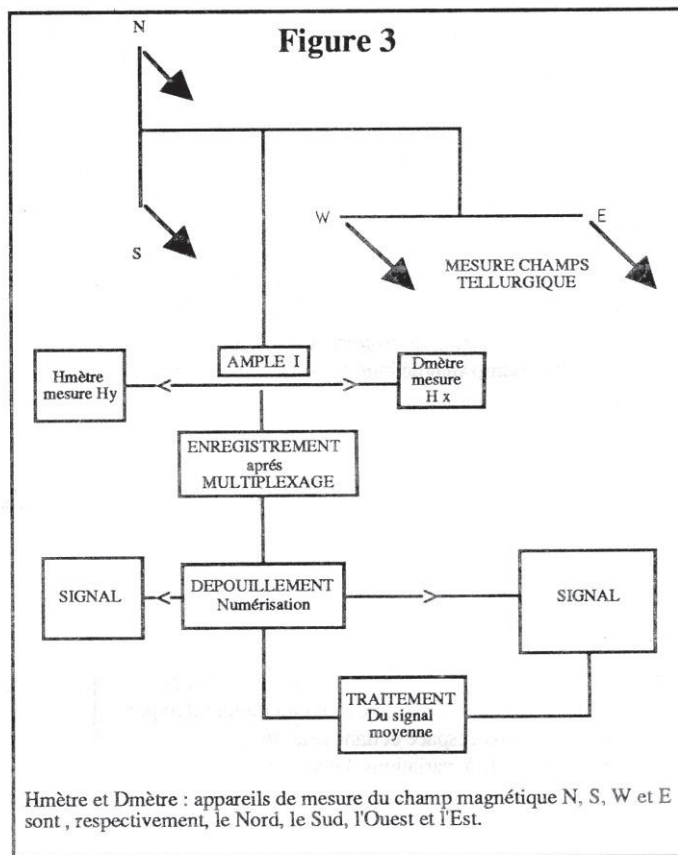 Figure 3
N
S
W
E
MESURE CHAMPS
TELLURGIQUE
AMPLE I
Hmètre
mesure Hy
Dmètre
mesure
H x
ENREGISTREMENT
aprés
MULTIPLEXAGE
SIGNAL
DEPOUILLEMENT
Numérisation
SIGNAL
TRAITEMENT
Du signal
moyenne
Hmètre et Dmètre : appareils de mesure du champ magnétique N, S, W et E
sont , respectivement, le Nord, le Sud, l'Ouest et l'Est.